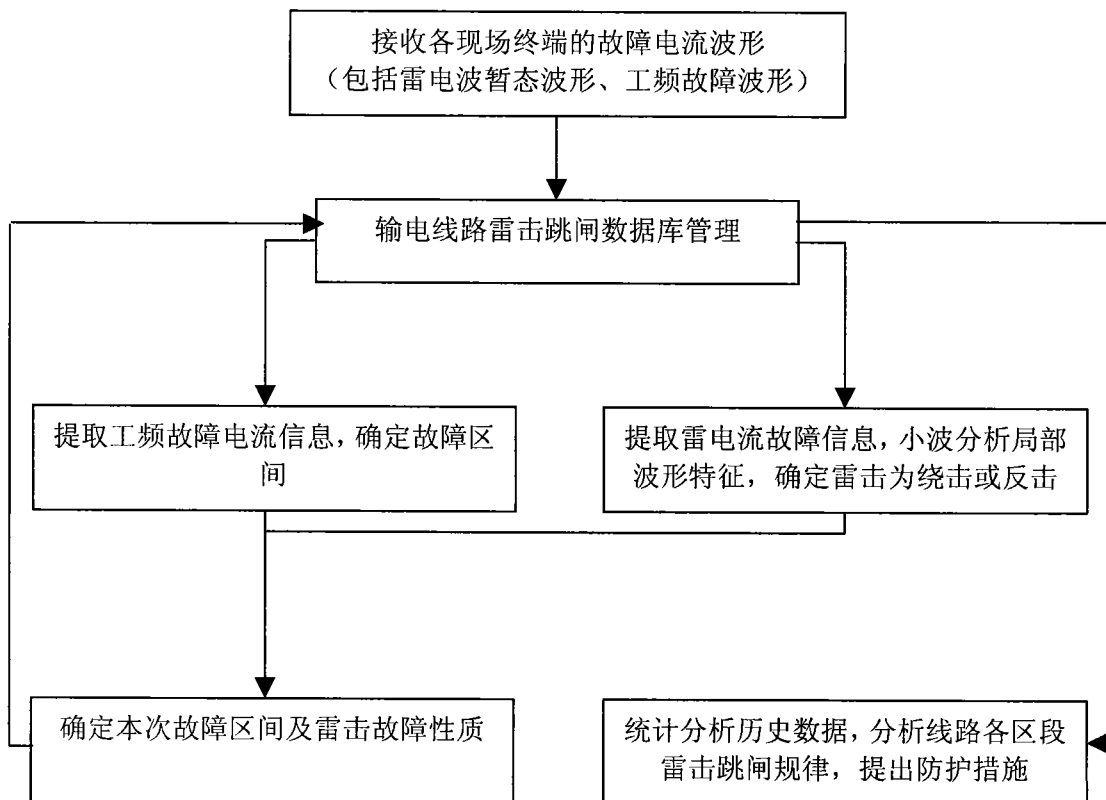 接收各现场终端的故障电流波形
（包括雷电波暂态波形、工频故障波形）
输电线路雷击跳闸数据库管理
提取工频故障电流信息，确定故障区
间
提取雷电流故障信息，小波分析局部
波形特征，确定雷击为绕击或反击
确定本次故障区间及雷击故障性质
统计分析历史数据，分析线路各区段
雷击跳闸规律，提出防护措施